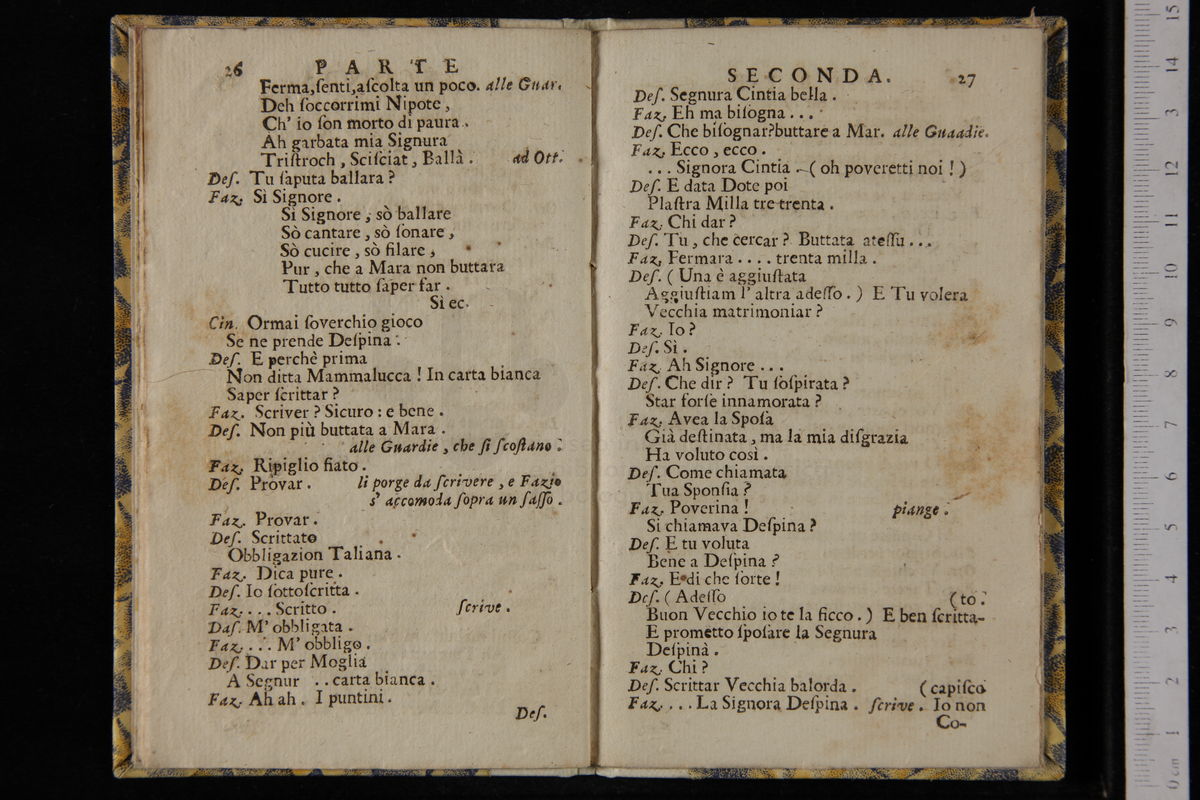 26 PARTE
Ferma, ſenti, aſcolta un poco. alle Guar.
Deh ſoccorrimi Nipote,
Ch' io ſon morto di paura.
Ah garbata mia Signura
Triſtroch, Sciſciat, Ballà. ad Ott.
Deſ. Tu ſaputa ballara?
Faz. Sì Signore.
Si Signore, sò ballare
Sò cantare, sò ſonare,
Sò cucire, sò filare,
Pur, che a Mara non buttara
Tutto tutto ſaper far.
Sì ec.
Cin. Ormai ſoverchio gioco
Se ne prende Deſpina.
Deſ. E perchè prima
Non ditta Mammalucca! In carta bianca
Saper ſcrittar?
Faz. Scriver? Sicuro: e bene.
Deſ. Non più buttata a Mara.
alle Guardie, che ſi ſcoſtano.
Faz. Ripiglio fiato.
Deſ. Pròvar. li porge da ſcrivere, e Fazio
s' accomoda ſopra un ſaſſo.
Faz. Provar.
Deſ. Scrittato
Obbligazion Taliana.
Faz. Dica pure.
Deſ. Io ſottoſcritta.
Faz. ... Scritto. ſcrive.
Daſ. M' obbligata.
Faz. ... M' obbligo.
Deſ. Dar per Moglia
A Segnur .. carta bianca.
Faz. Ah ah. I puntini.
Deſ.
SECONDA. 27
Deſ. Segnura Cintia bella.
Faz. Eh ma biſogna...
Deſ. Che biſognar? buttare a Mar. alle Guaadie.
Faz. Ecco, ecco.
... Signora Cintia -( oh poveretti noi! )
Deſ. E data Dote poi
Plaſtra Milla tre trenta.
Faz. Chi dar?
Deſ. Tu, che cercar? Buttata ateſſu...
Faz. Fermara .... trenta milla.
Deſ. ( Una è aggiuſtata
Aggiuſtiam l' altra adeſſo. ) E Tu volera
Vecchia matrimoniar?
Faz. Io?
Deſ. Sì.
Faz. Ah Signore...
Deſ. Che dir? Tu ſoſpirata?
Star forſe innamorata?
Faz. Avea la Spoſa
Già deſtinata, ma la mia diſgrazia
Ha voluto così.
Deſ. Come chiamata
Tua Sponſia?
Faz. Poverina! piange.
Si chiamava Deſpina?
Deſ. E tu voluta
Bene a Deſpina?
Faz. E di che ſorte!
Deſ. ( Adeſſo (to.
Buon Vecchio io te la ficco. ) E ben ſcritta-
E prometto ſpoſare la Segnura
Deſpinà.
Faz. Chi?
Deſ. Scrittar Vecchia balorda. (capiſco
Faz. ... La Signora Deſpina. ſcrive. Io non
Co-